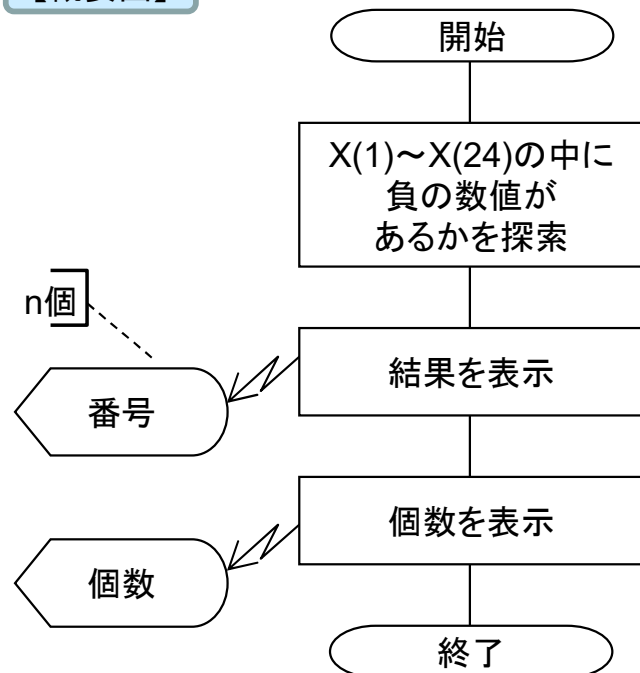 開始
X(1)～X(24)の中に
負の数値が
あるかを探索
n個
結果を表示
番号
個数を表示
個数
終了